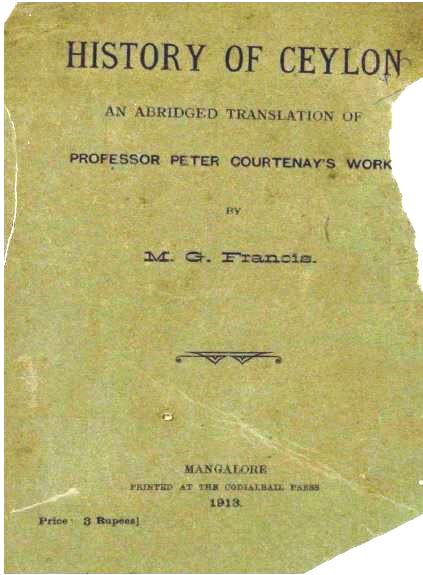 HISTORY OF CEYLON
AN ABRIDGED TRANSLATION OF
PROFESSOR PETER COURTENAY'S WORK
BY
M. G. Francis.
MANGALORE
PRINTED AT THE CODIALBAIL PRESS
1913.
Price: 3 Rupees]